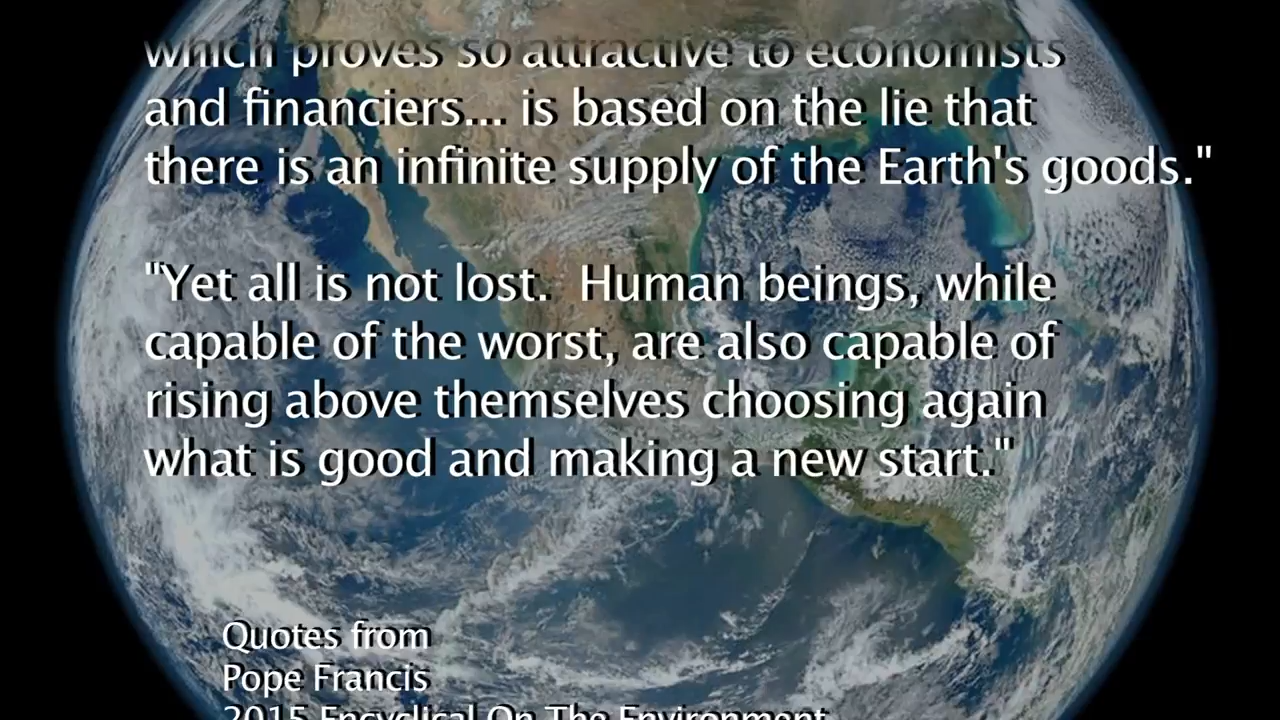 which proves so attractive to economists
and financiers... is based on the lie that
there is an infinite supply of the Earth's goods."
"Yet all is not lost.  Human beings, while
capable of the worst, are also capable of
rising above themselves choosing again
what is good and making a new start."
Quotes from
Pope Francis
2015 Encyclical On The Environment